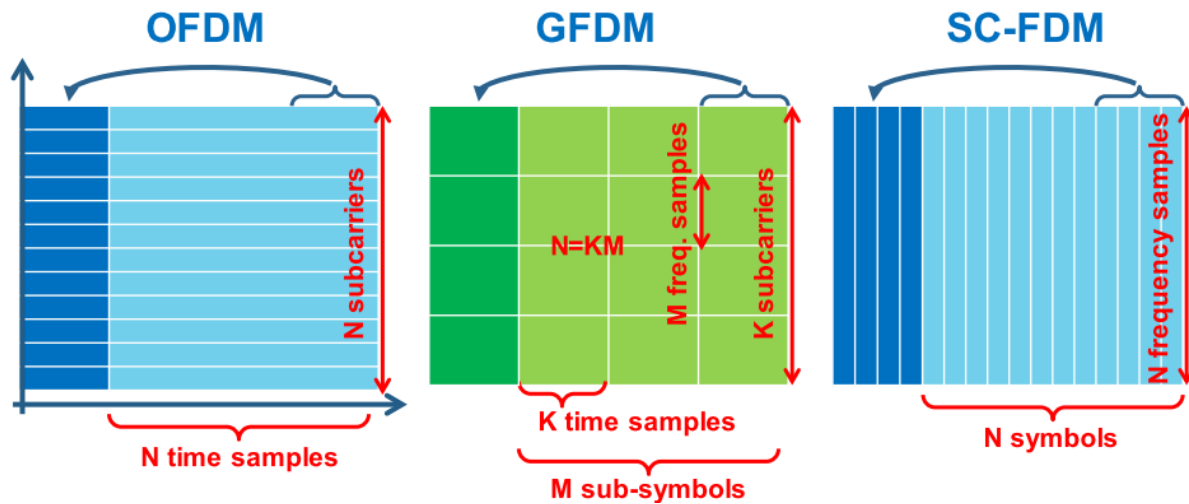 OFDM
GFDM
SC-FDM
N subcarriers
N time samples
N=KM
M freq. samples
K subcarriers
K time samples
M sub-symbols
N frequency samples
N symbols